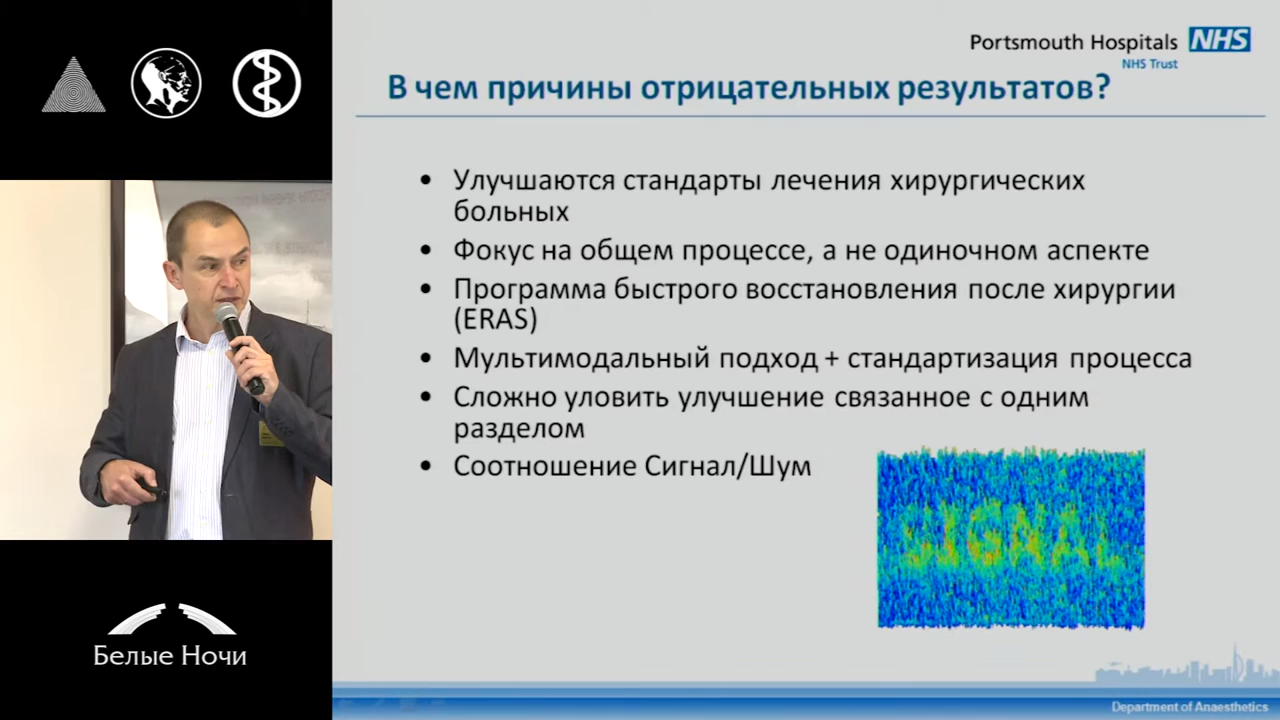 Portsmouth Hospitals NHS
NHS Trust
В чем причины отрицательных результатов?
• Улучшаются стандарты лечения хирургических
больных
• Фокус на общем процессе, а не одиночном аспекте
• Программа быстрого восстановления после хирургии
(ERAS)
• Мультимодальный подход + стандартизация процесса
• Сложно уловить улучшение связанное с одним
разделом
• Соотношение Сигнал/Шум
SIGNAL
Белые Ночи
Department of Anaesthetics